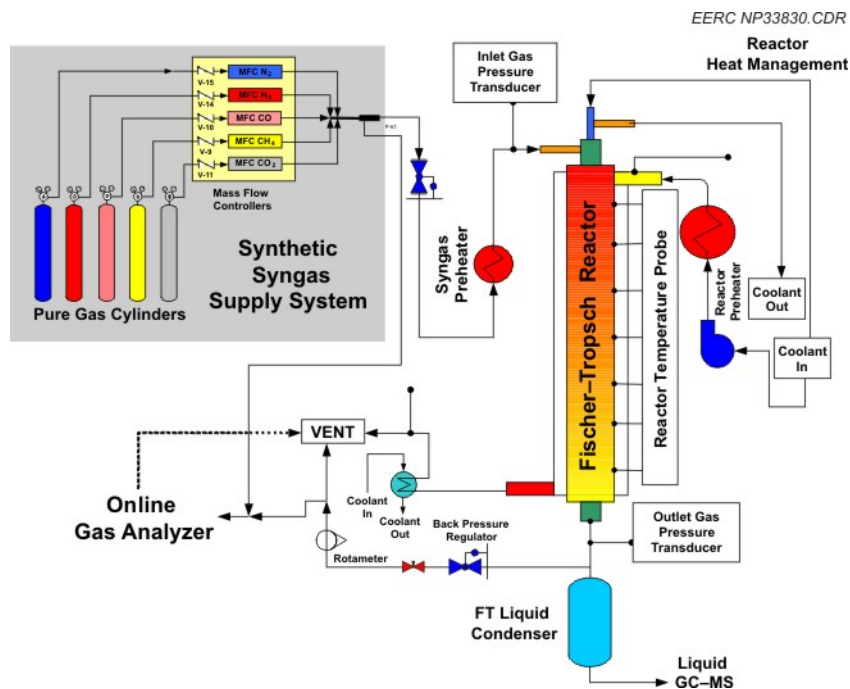 EERC NP33830.CDR
Reactor
Heat Management
Inlet Gas
Pressure
Transducer
MFC N2
V-15
MFC H2
V-14
MFC CO
V-10
MFC CH4
V-9
MFC CO2
V-11
Mass Flow
Controllers
Synthetic
Syngas
Supply System
Pure Gas Cylinders
Syngas
Preheater
Fischer–Tropsch Reactor
Reactor Temperature Probe
Reactor
Preheater
Coolant
Out
Coolant
In
VENT
Online
Gas Analyzer
Coolant
In
Coolant
Out
Rotameter
Back Pressure
Regulator
Outlet Gas
Pressure
Transducer
FT Liquid
Condenser
Liquid
GC–MS